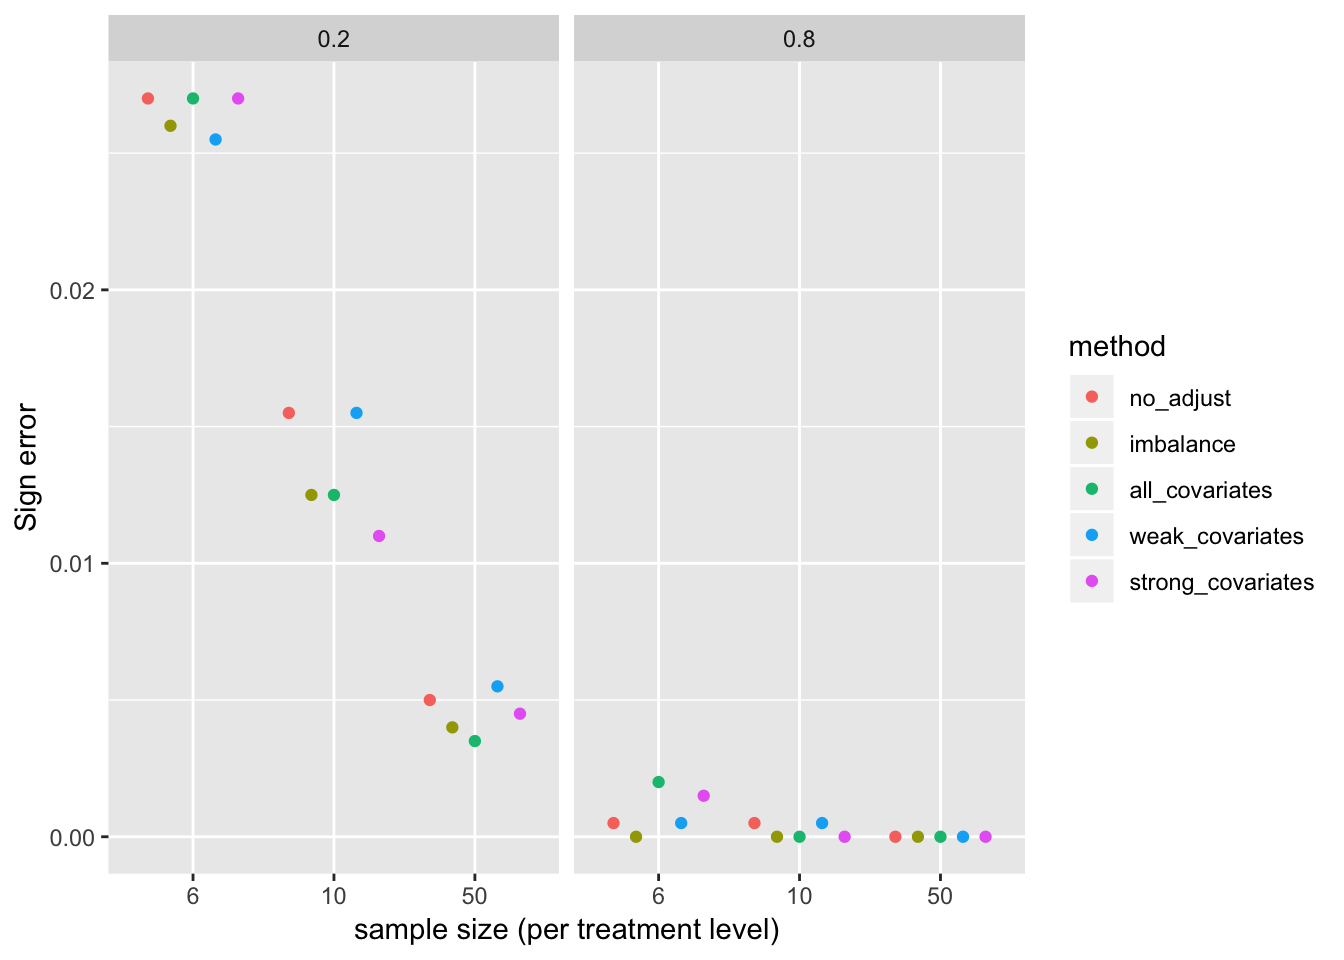 0.2
0.8
0.02
0.01
0.00
Sign error
6
10
50
6
10
50
sample size (per treatment level)
method
no_adjust
imbalance
all_covariates
weak_covariates
strong_covariates